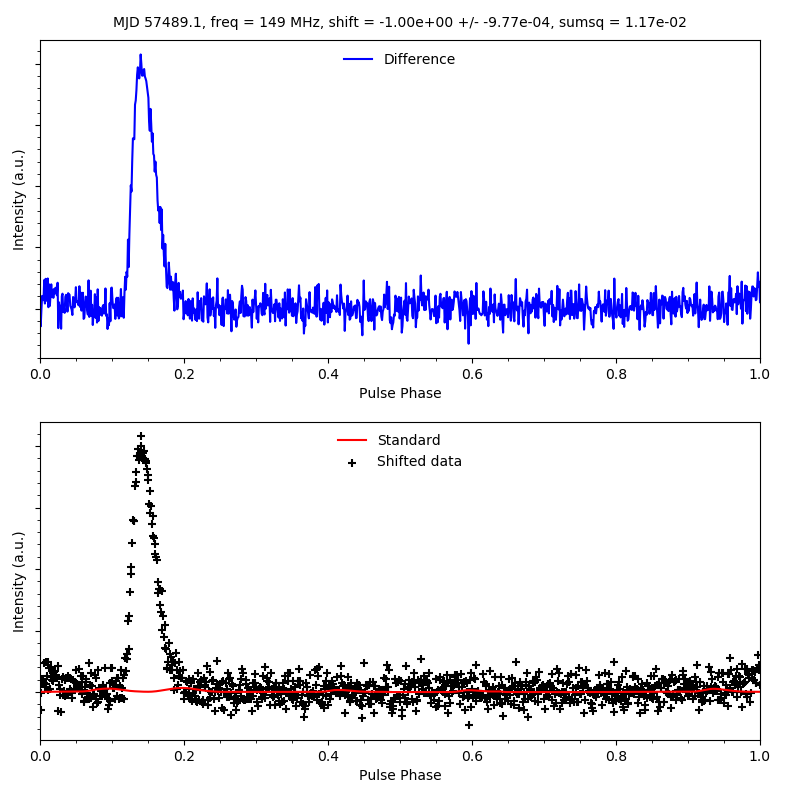 MJD 57489.1, freq = 149 MHz, shift = -1.00e+00 +/- -9.77e-04, sumsq = 1.17e-02
Difference
Intensity (a.u.)
0.0 0.2 0.4 0.6 0.8 1.0
Pulse Phase
Standard
Shifted data
Intensity (a.u.)
0.0 0.2 0.4 0.6 0.8 1.0
Pulse Phase